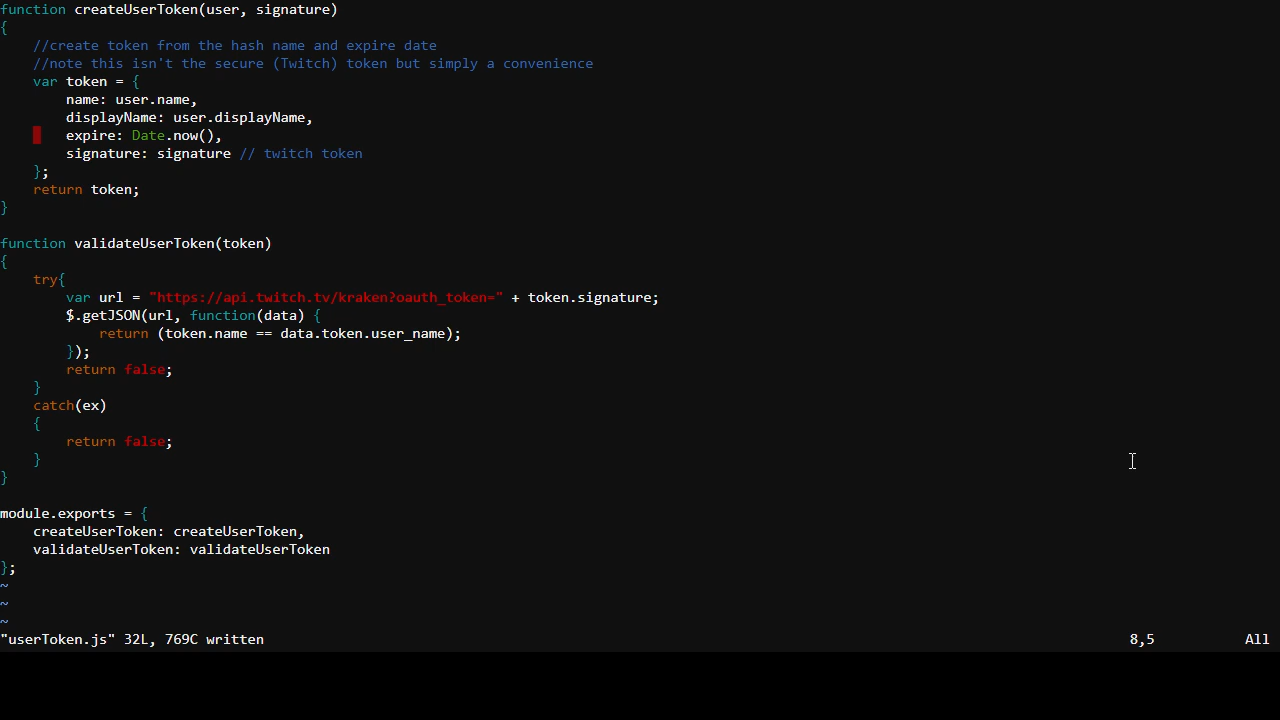 function createUserToken(user, signature)
{
    //create token from the hash name and expire date
    //note this isn't the secure (Twitch) token but simply a convenience
    var token = {
        name: user.name,
        displayName: user.displayName,
        expire: Date.now(),
        signature: signature // twitch token
    };
    return token;
}

function validateUserToken(token)
{
    try{
        var url = "https://api.twitch.tv/kraken?oauth_token=" + token.signature;
        $.getJSON(url, function(data) {
            return (token.name == data.token.user_name);
        });
        return false;
    }
    catch(ex)
    {
        return false;
    }
}

module.exports = {
    createUserToken: createUserToken,
    validateUserToken: validateUserToken
};
~
~
~
"userToken.js" 32L, 769C written 8,5 All